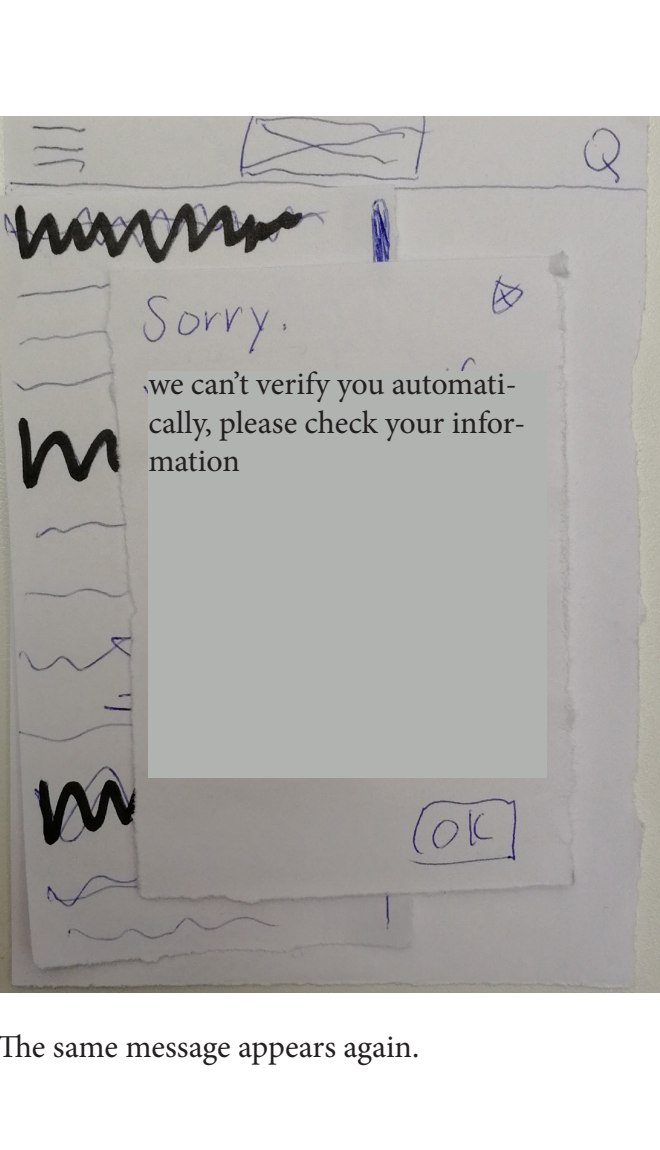 Sorry.
we can't verify you automati-
cally, please check your infor-
mation
OK
The same message appears again.